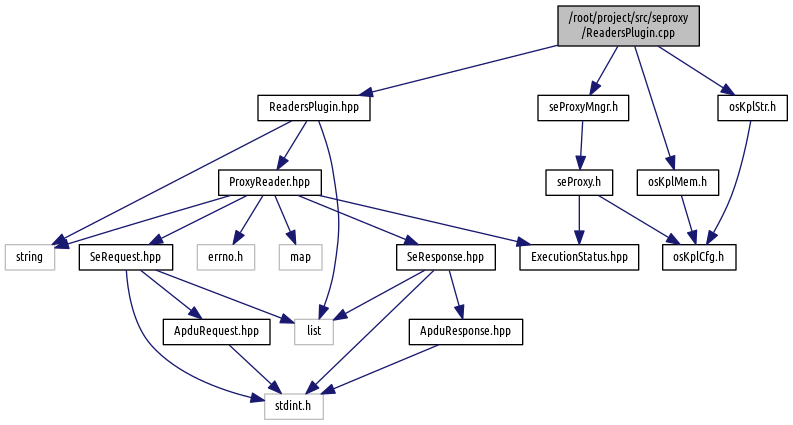 /root/project/src/seproxy
/ReadersPlugin.cpp
ReadersPlugin.hpp
seProxyMngr.h
osKplStr.h
ProxyReader.hpp
seProxy.h
osKplMem.h
string
SeRequest.hpp
errno.h
map
SeResponse.hpp
ExecutionStatus.hpp
osKplCfg.h
ApduRequest.hpp
list
ApduResponse.hpp
stdint.h